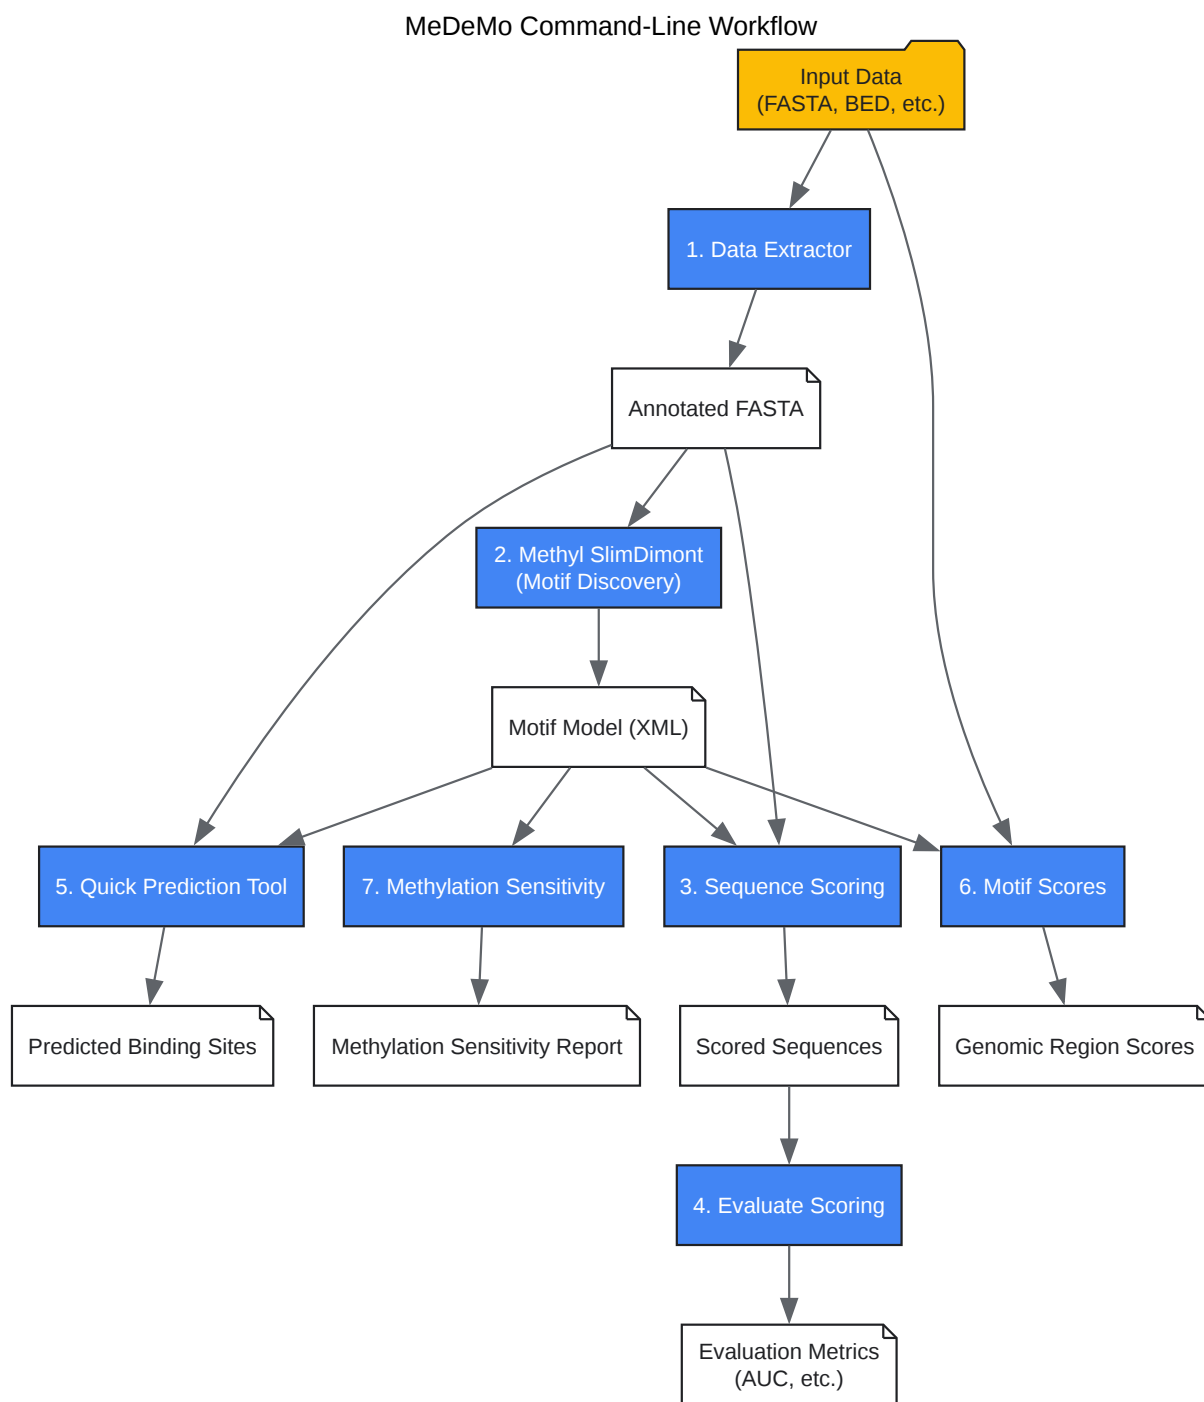 MeDeMo Command-Line Workflow
Input Data
(FASTA, BED, etc.)
1. Data Extractor
Annotated FASTA
2. Methyl SlimDimont
(Motif Discovery)
Motif Model (XML)
5. Quick Prediction Tool
7. Methylation Sensitivity
3. Sequence Scoring
6. Motif Scores
Predicted Binding Sites
Methylation Sensitivity Report
Scored Sequences
Genomic Region Scores
4. Evaluate Scoring
Evaluation Metrics
(AUC, etc.)